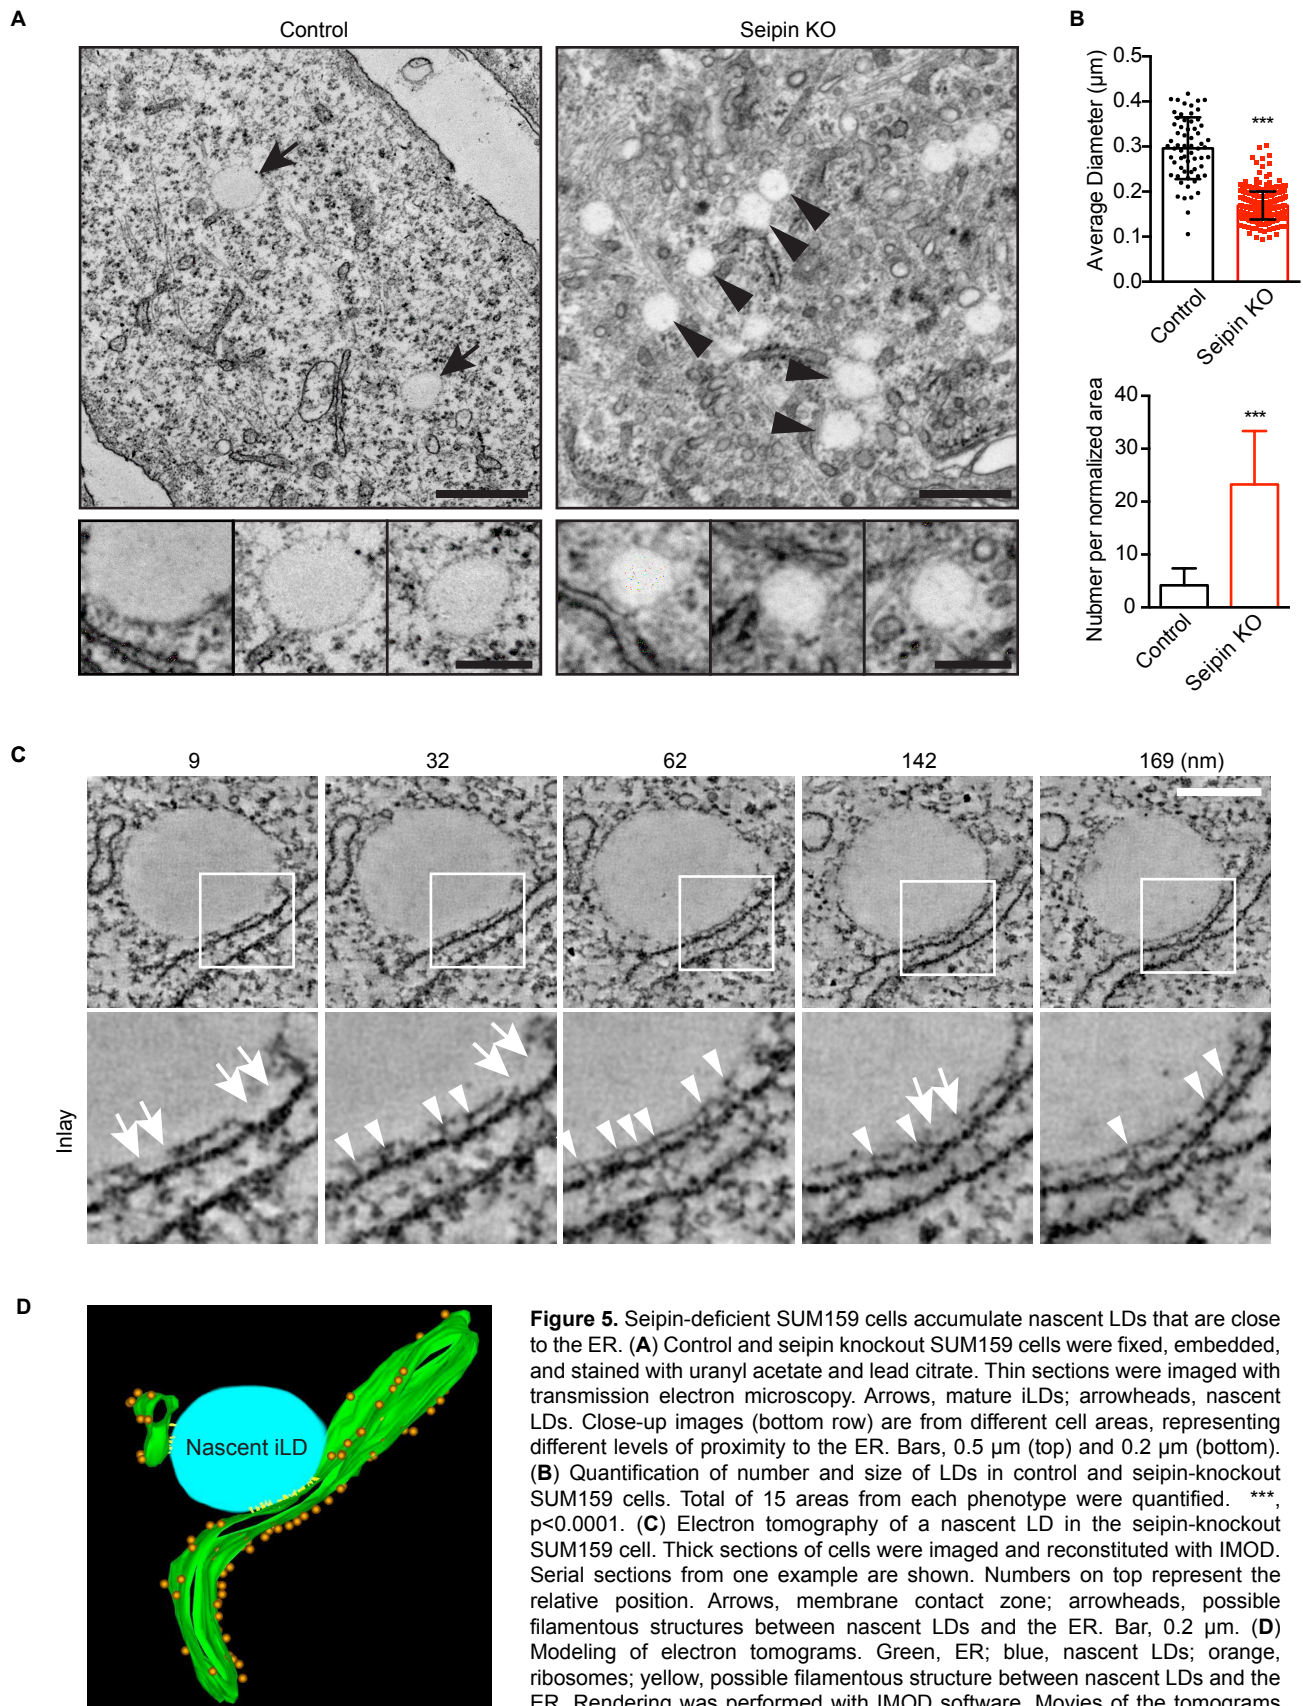 A
Control
Seipin KO
B
0.5
0.4
0.3
0.2
0.1
0.0
Average Diameter (µm)
Control
Seipin KO
***
40
30
20
10
0
Nubmer per normalized area
Control
Seipin KO
***
C
9
32
62
142
169 (nm)
Inlay
D
Nascent iLD
Figure 5. Seipin-deficient SUM159 cells accumulate nascent LDs that are close
to the ER. (A) Control and seipin knockout SUM159 cells were fixed, embedded,
and stained with uranyl acetate and lead citrate. Thin sections were imaged with
transmission electron microscopy. Arrows, mature iLDs; arrowheads, nascent
LDs. Close-up images (bottom row) are from different cell areas, representing
different levels of proximity to the ER. Bars, 0.5 µm (top) and 0.2 µm (bottom).
(B) Quantification of number and size of LDs in control and seipin-knockout
SUM159 cells. Total of 15 areas from each phenotype were quantified. ***,
p<0.0001. (C) Electron tomography of a nascent LD in the seipin-knockout
SUM159 cell. Thick sections of cells were imaged and reconstituted with IMOD.
Serial sections from one example are shown. Numbers on top represent the
relative position. Arrows, membrane contact zone; arrowheads, possible
filamentous structures between nascent LDs and the ER. Bar, 0.2 µm. (D)
Modeling of electron tomograms. Green, ER; blue, nascent LDs; orange,
ribosomes; yellow, possible filamentous structure between nascent LDs and the
ER. Rendering was performed with IMOD software. Movies of the tomograms